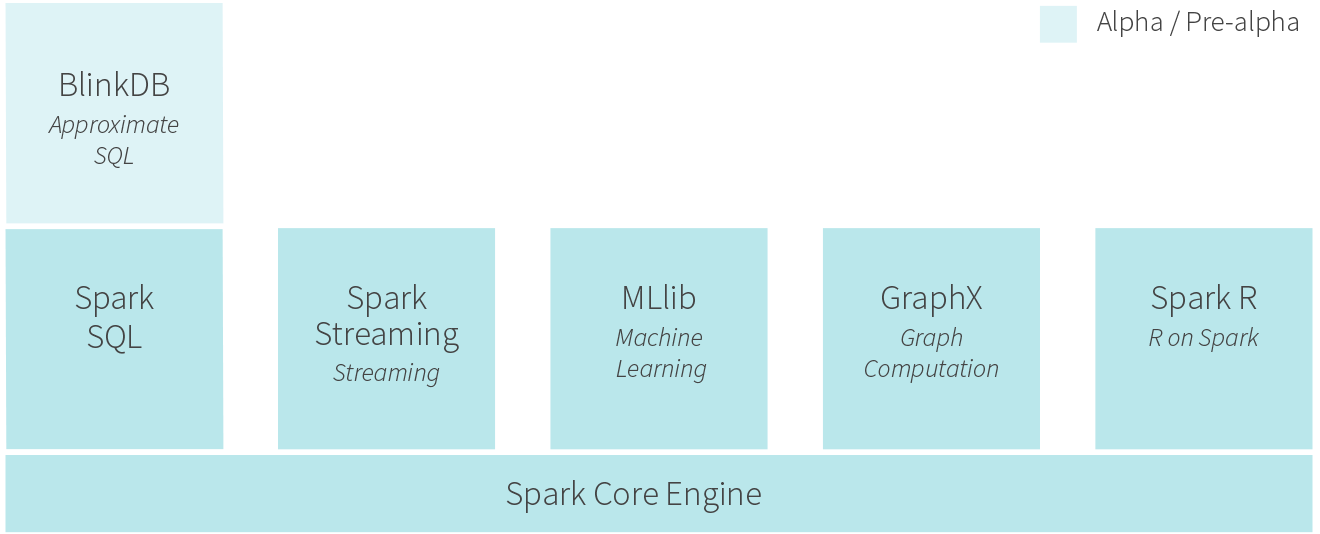 Alpha / Pre-alpha
BlinkDB
Approximate
SQL
Spark
SQL
Spark
Streaming
Streaming
MLlib
Machine
Learning
GraphX
Graph
Computation
Spark R
R on Spark
Spark Core Engine